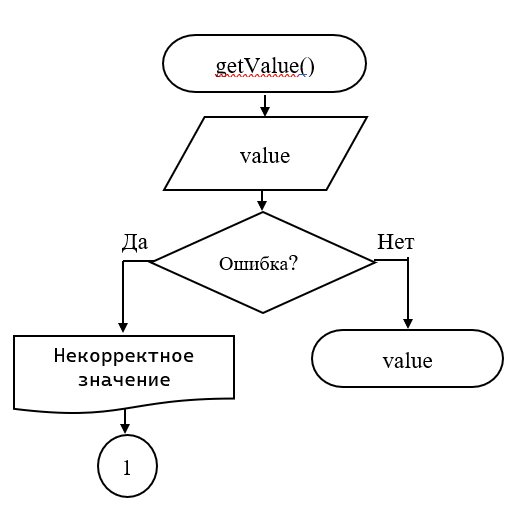 getValue()
value
Да
Нет
Ошибка?
Некорректное
значение
value
1